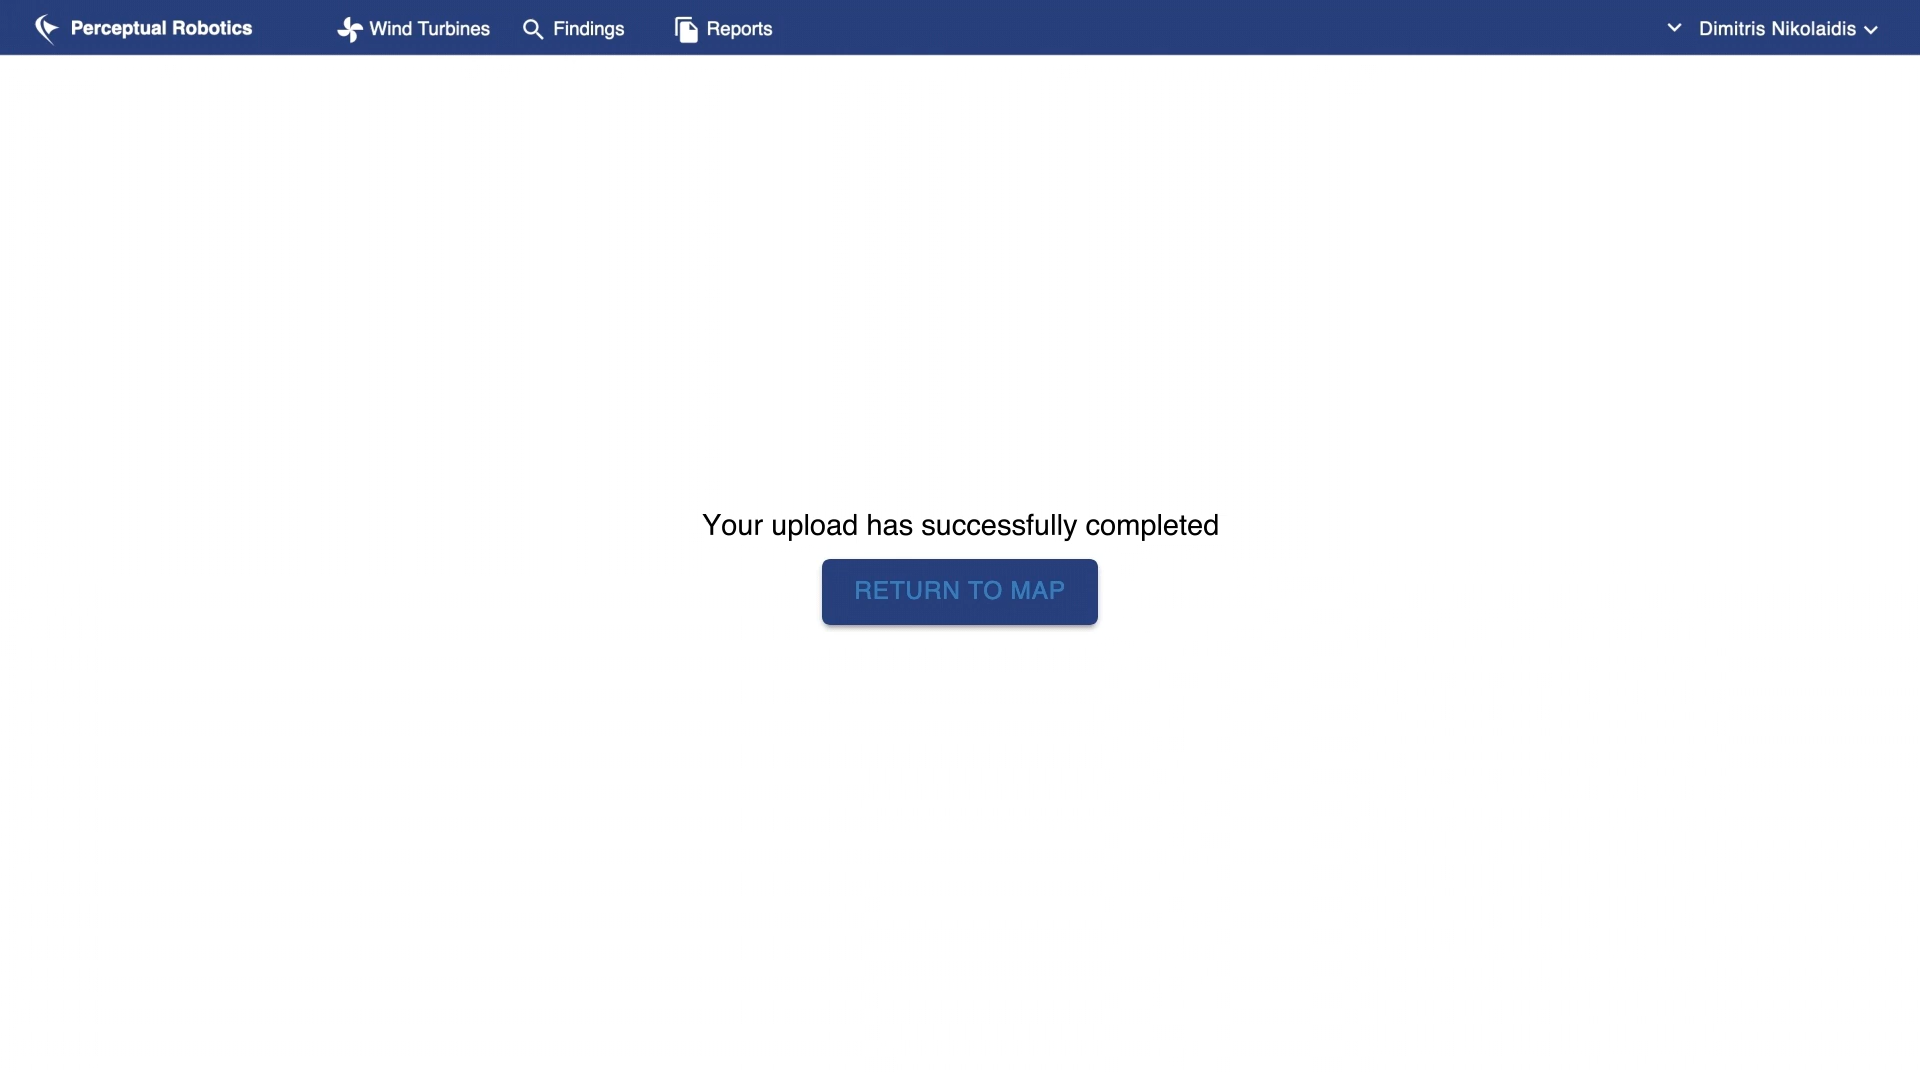 Perceptual Robotics
Wind Turbines
Findings
Reports
Dimitris Nikolaidis
Your upload has successfully completed
RETURN TO MAP